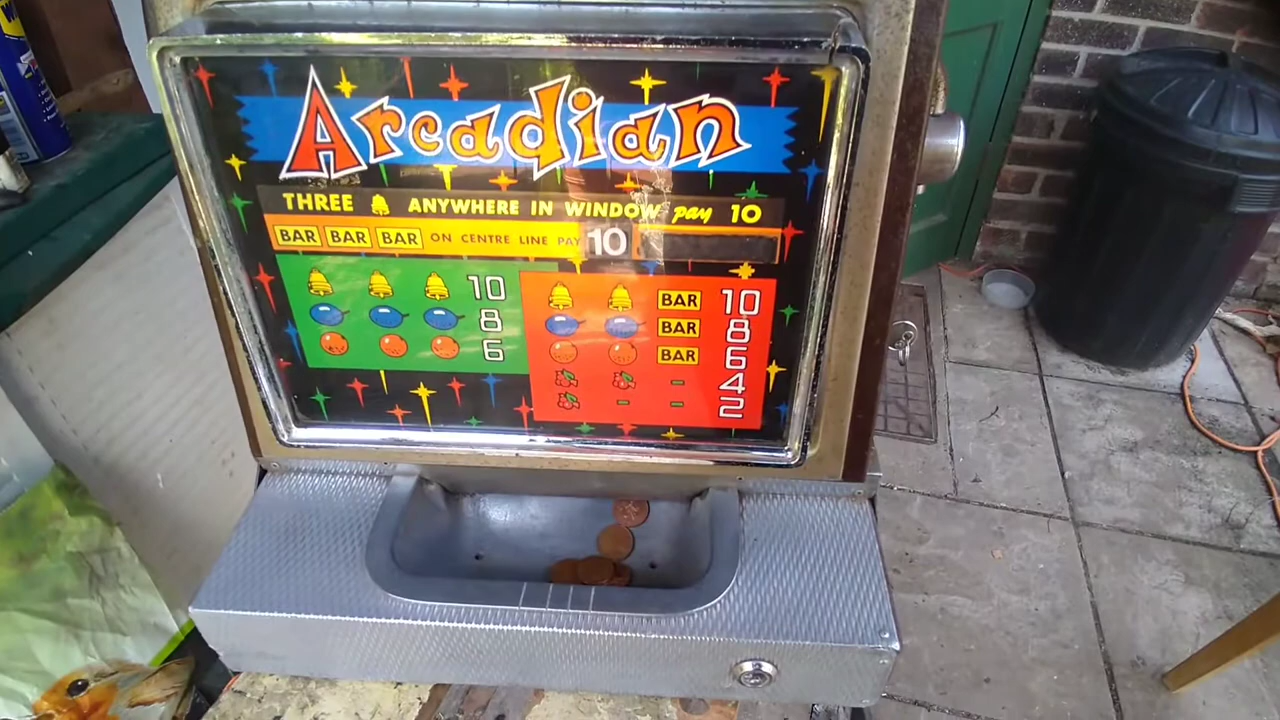 Arcadian
THREE ANYWHERE IN WINDOW pay 10
BAR BAR BAR ON CENTRE LINE PAY 10
10
8
6
BAR 10
BAR 8
BAR 6
- 4
- - 2